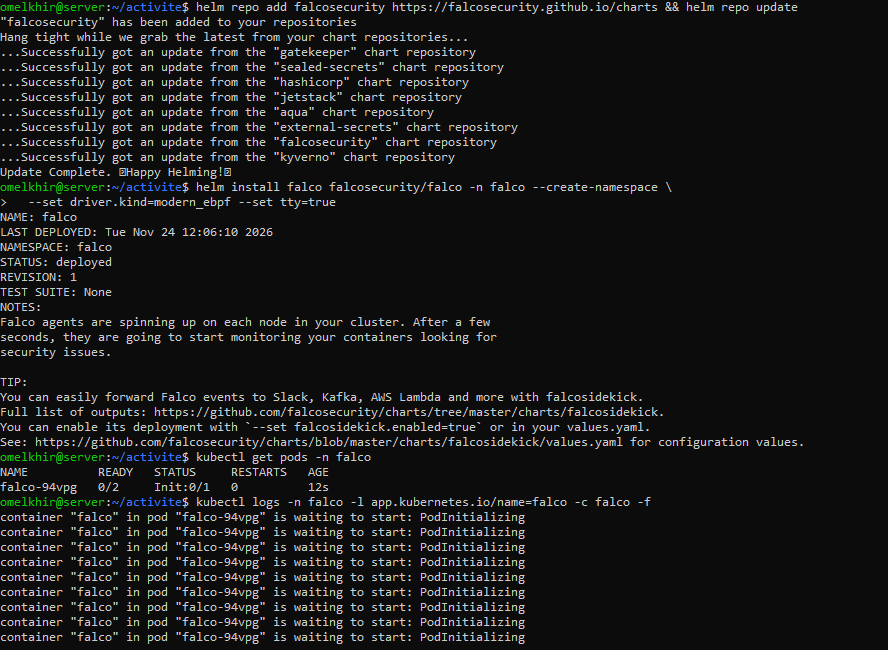 omelkhir@server:~/activite$ helm repo add falcosecurity https://falcosecurity.github.io/charts && helm repo update
"falcosecurity" has been added to your repositories
Hang tight while we grab the latest from your chart repositories...
...Successfully got an update from the "gatekeeper" chart repository
...Successfully got an update from the "sealed-secrets" chart repository
...Successfully got an update from the "hashicorp" chart repository
...Successfully got an update from the "jetstack" chart repository
...Successfully got an update from the "aqua" chart repository
...Successfully got an update from the "external-secrets" chart repository
...Successfully got an update from the "falcosecurity" chart repository
...Successfully got an update from the "kyverno" chart repository
Update Complete. ⍰Happy Helming!⍰
omelkhir@server:~/activite$ helm install falco falcosecurity/falco -n falco --create-namespace \
>   --set driver.kind=modern_ebpf --set tty=true
NAME: falco
LAST DEPLOYED: Tue Nov 24 12:06:10 2026
NAMESPACE: falco
STATUS: deployed
REVISION: 1
TEST SUITE: None
NOTES:
Falco agents are spinning up on each node in your cluster. After a few
seconds, they are going to start monitoring your containers looking for
security issues.

TIP:
You can easily forward Falco events to Slack, Kafka, AWS Lambda and more with falcosidekick.
Full list of outputs: https://github.com/falcosecurity/charts/tree/master/charts/falcosidekick.
You can enable its deployment with `--set falcosidekick.enabled=true` or in your values.yaml.
See: https://github.com/falcosecurity/charts/blob/master/charts/falcosidekick/values.yaml for configuration values.
omelkhir@server:~/activite$ kubectl get pods -n falco
NAME          READY   STATUS     RESTARTS   AGE
falco-94vpg   0/2     Init:0/1   0          12s
omelkhir@server:~/activite$ kubectl logs -n falco -l app.kubernetes.io/name=falco -c falco -f
container "falco" in pod "falco-94vpg" is waiting to start: PodInitializing
container "falco" in pod "falco-94vpg" is waiting to start: PodInitializing
container "falco" in pod "falco-94vpg" is waiting to start: PodInitializing
container "falco" in pod "falco-94vpg" is waiting to start: PodInitializing
container "falco" in pod "falco-94vpg" is waiting to start: PodInitializing
container "falco" in pod "falco-94vpg" is waiting to start: PodInitializing
container "falco" in pod "falco-94vpg" is waiting to start: PodInitializing
container "falco" in pod "falco-94vpg" is waiting to start: PodInitializing
container "falco" in pod "falco-94vpg" is waiting to start: PodInitializing